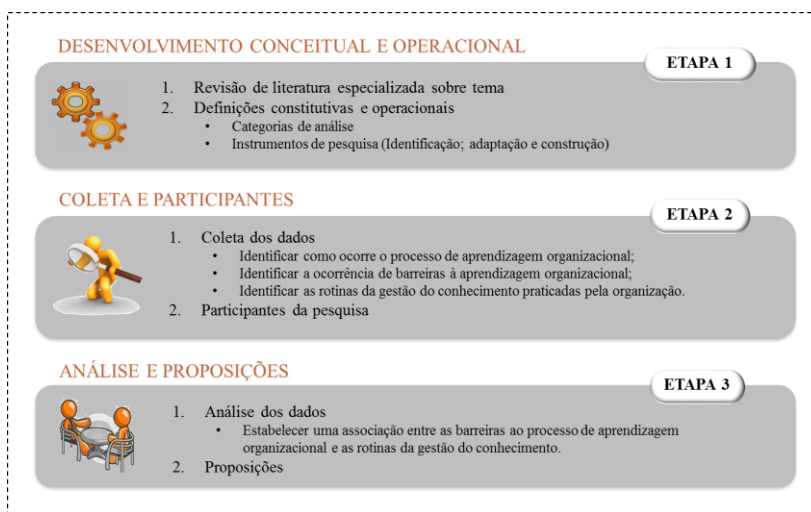 DESENVOLVIMENTO CONCEITUAL E OPERACIONAL
ETAPA 1
1. Revisão de literatura especializada sobre tema
2. Definições constitutivas e operacionais
• Categorias de análise
• Instrumentos de pesquisa (Identificação; adaptação e construção)
COLETA E PARTICIPANTES
ETAPA 2
1. Coleta dos dados
• Identificar como ocorre o processo de aprendizagem organizacional;
• Identificar a ocorrência de barreiras à aprendizagem organizacional;
• Identificar as rotinas da gestão do conhecimento praticadas pela organização.
2. Participantes da pesquisa
ANÁLISE E PROPOSIÇÕES
ETAPA 3
1. Análise dos dados
• Estabelecer uma associação entre as barreiras ao processo de aprendizagem
organizacional e as rotinas da gestão do conhecimento.
2. Proposições